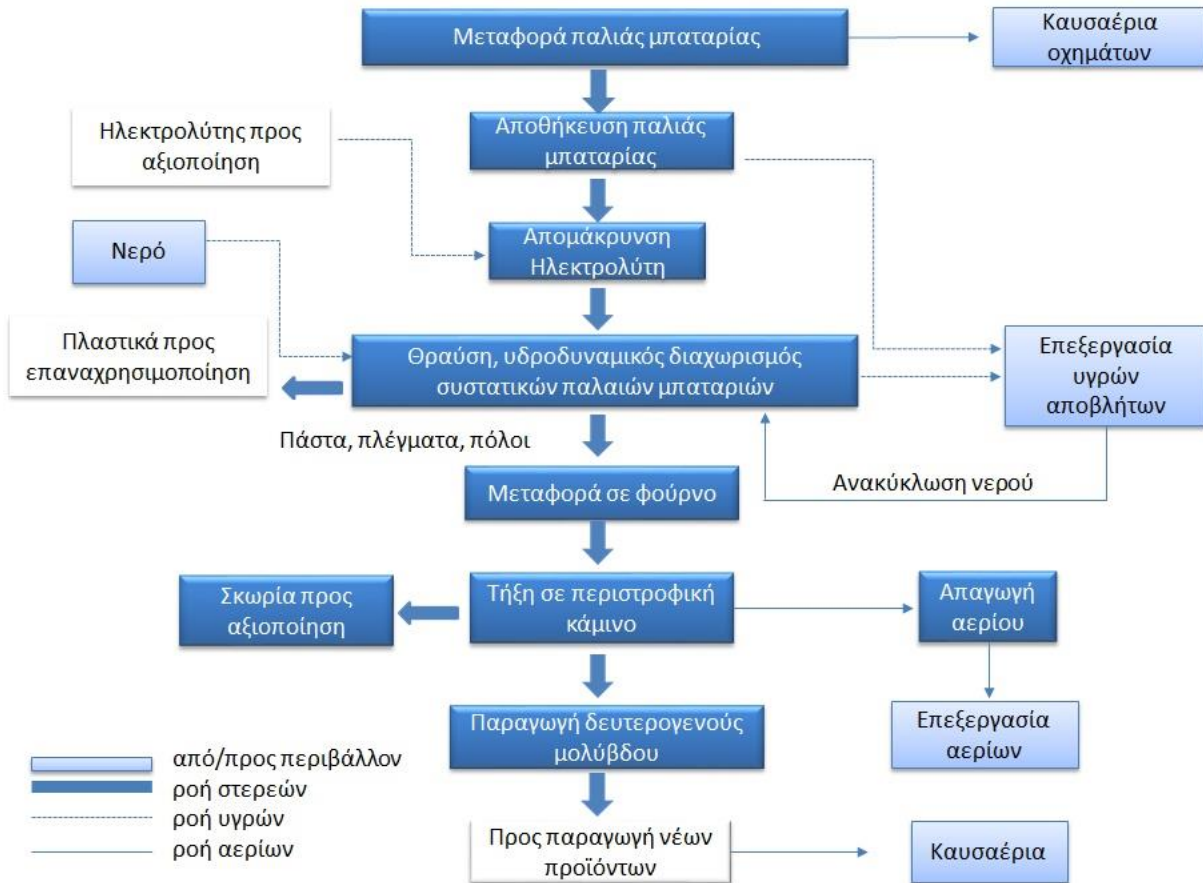 Μεταφορά παλιάς μπαταρίας
Καυσαέρια
οχημάτων
Ηλεκτρολύτης προς
αξιοποίηση
Αποθήκευση παλιάς
μπαταρίας
Νερό
Απομάκρυνση
Ηλεκτρολύτη
Πλαστικά προς
επαναχρησιμοποίηση
Θραύση, υδροδυναμικός διαχωρισμός
συστατικών παλαιών μπαταριών
Επεξεργασία
υγρών
αποβλήτων
Πάστα, πλέγματα, πόλοι
Μεταφορά σε φούρνο
Ανακύκλωση νερού
Σκωρία προς
αξιοποίηση
Τήξη σε περιστροφική
κάμινο
Απαγωγή
αερίου
Παραγωγή δευτερογενούς
μολύβδου
Επεξεργασία
αερίων
από/προς περιβάλλον
ροή στερεών
ροή υγρών
ροή αερίων
Προς παραγωγή νέων
προϊόντων
Καυσαέρια